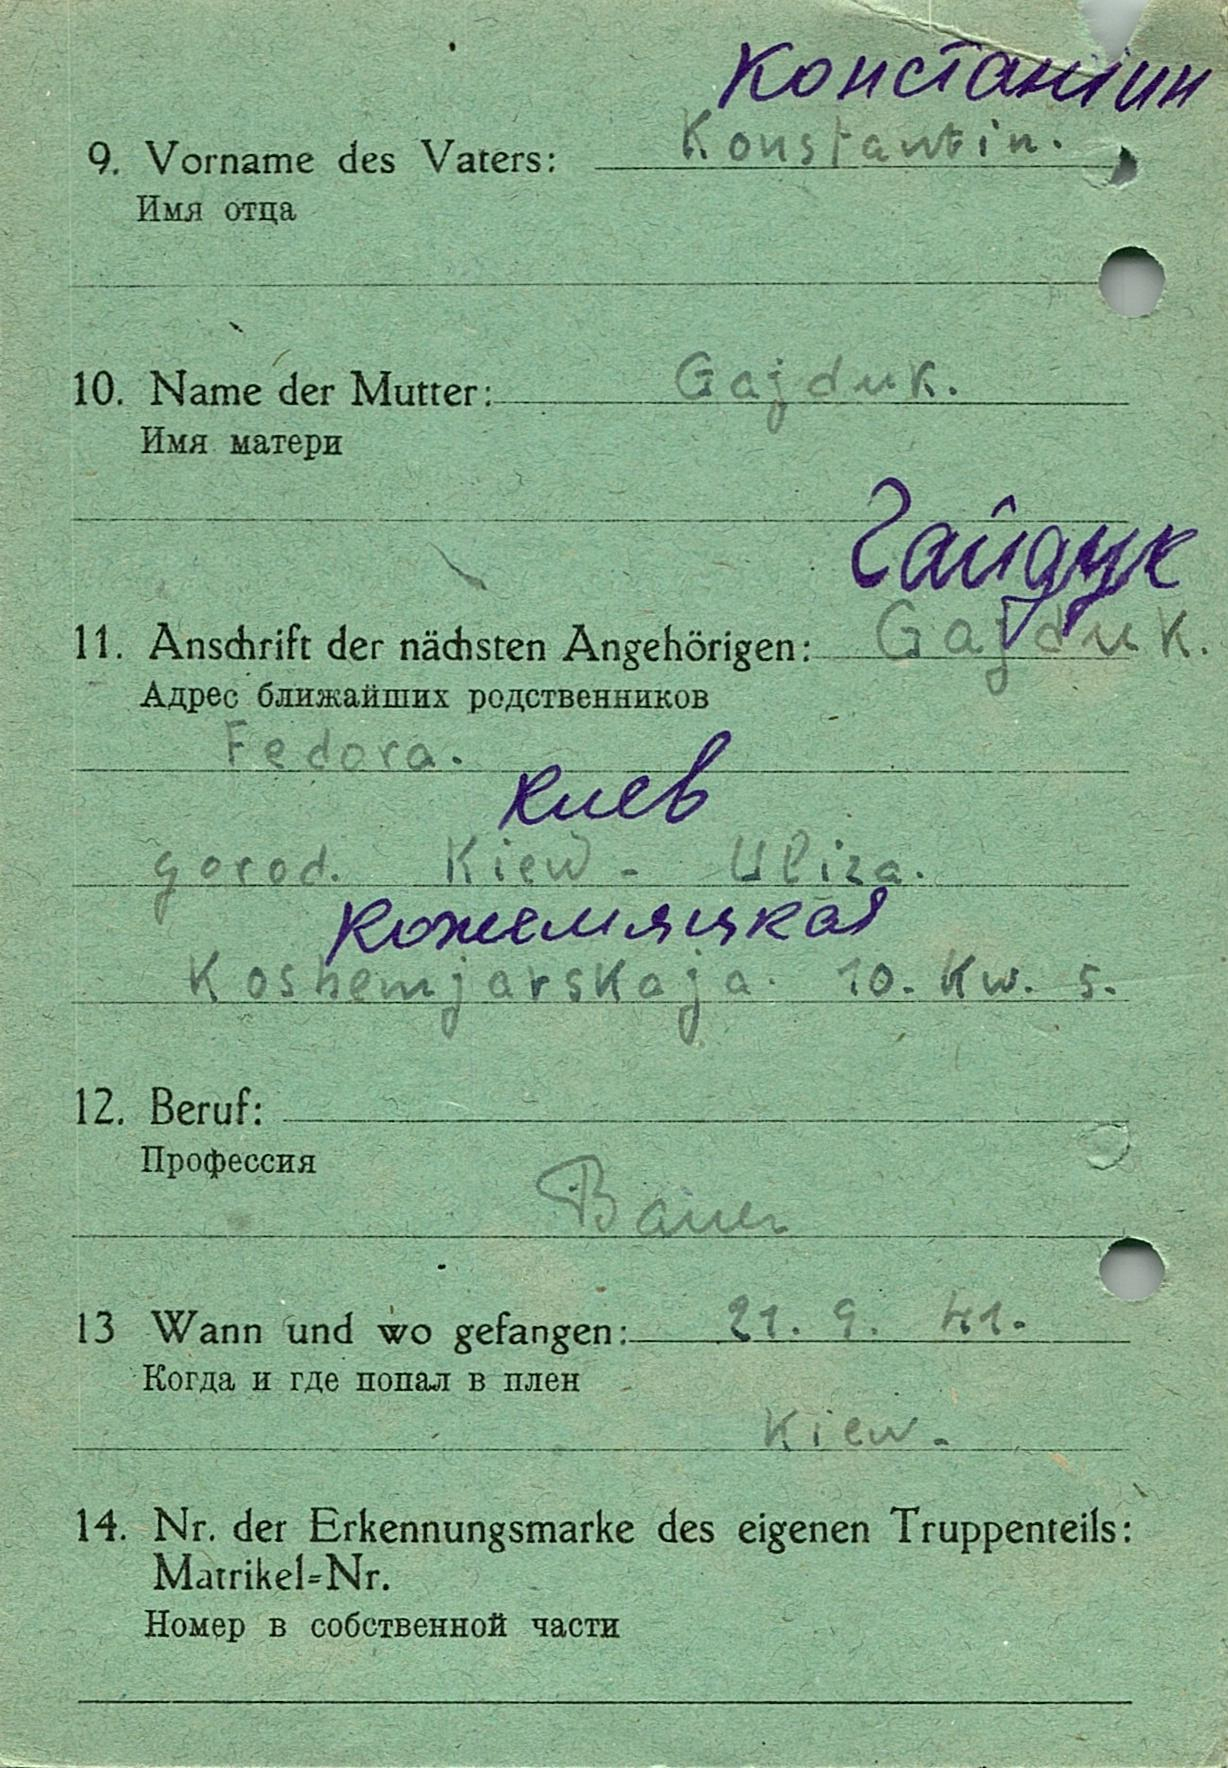 Константин
9. Vorname des Vaters: Konstantin.
Имя отца
10. Name der Mutter: Gajduk.
Имя матери
Гайдук
11. Anschrift der nächsten Angehörigen: Gajduk.
Адрес ближайших родственников
Fedora.
Киев
gorod. Kiew - Uliza.
Кожемяцкая
Koshemjarskaja. 10. Kw. 5.
12. Beruf:
Профессия
Bauer
13 Wann und wo gefangen: 21. 9. 41.
Когда и где попал в плен
Kiew.
14. Nr. der Erkennungsmarke des eigenen Truppenteils:
Matrikel=Nr.
Номер в собственной части